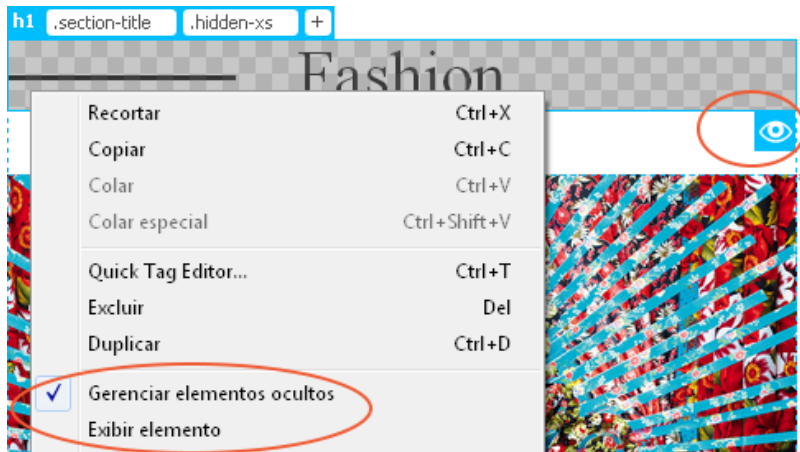 h1 .section-title .hidden-xs +
Fashion
Recortar Ctrl+X
Copiar Ctrl+C
Colar Ctrl+V
Colar especial Ctrl+Shift+V
Quick Tag Editor... Ctrl+T
Excluir Del
Duplicar Ctrl+D
Gerenciar elementos ocultos
Exibir elemento